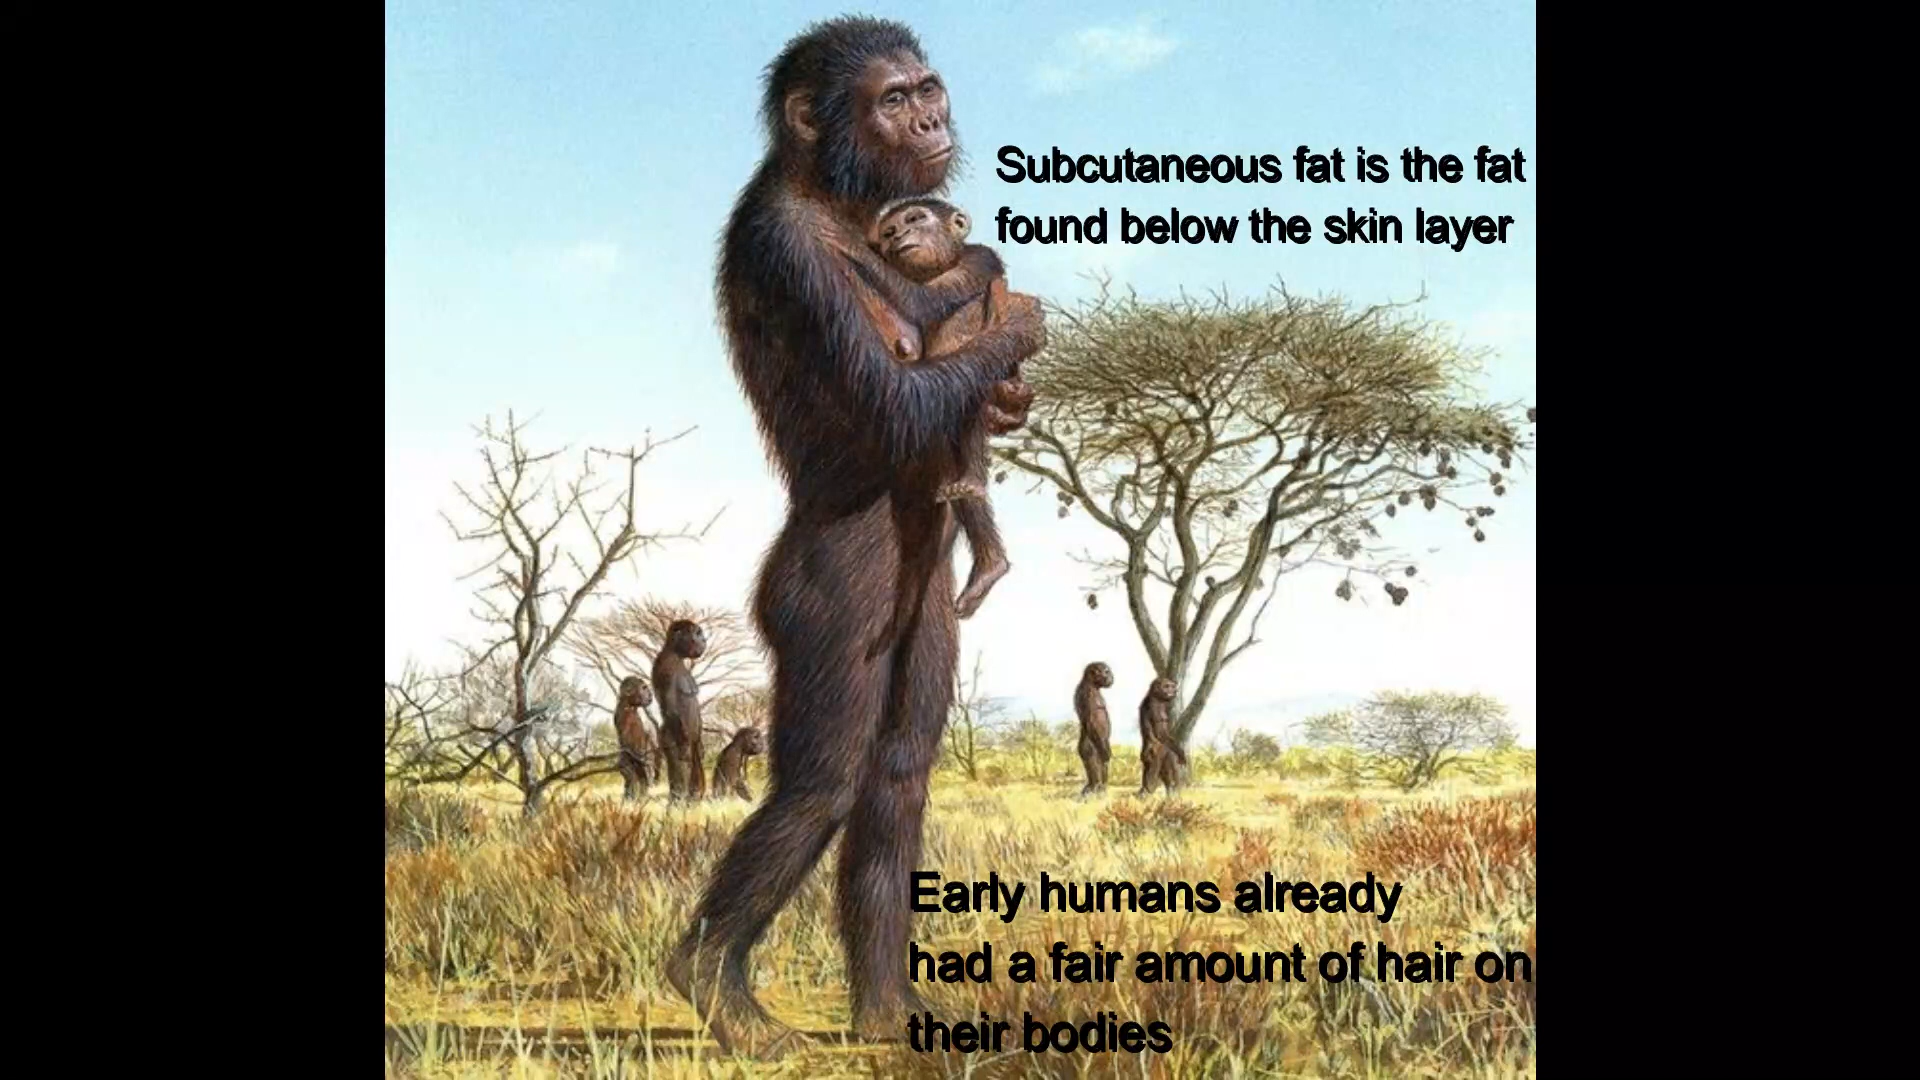 Subcutaneous fat is the fat
found below the skin layer
Early humans already
had a fair amount of hair on
their bodies